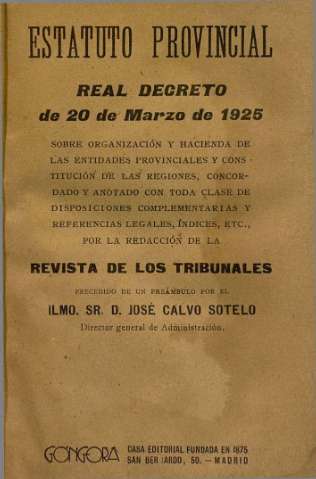 ESTATUTO PROVINCIAL
REAL DECRETO
de 20 de Marzo de 1925
SOBRE ORGANIZACIÓN Y HACIENDA DE
LAS ENTIDADES PROVINCIALES Y CONS-
TITUCIÓN DE LAS REGIONES, CONCOR-
DADO Y ANOTADO CON TODA CLASE DE
DISPOSICIONES COMPLEMENTARIAS Y
REFERENCIAS LEGALES, ÍNDICES, ETC.,
POR LA REDACCIÓN DE LA
REVISTA DE LOS TRIBUNALES
PRECEDIDO DE UN PREÁMBULO POR EL
ILMO. SR. D. JOSÉ CALVO SOTELO
Director general de Administración.
GÓNGORA
CASA EDITORIAL FUNDADA EN 1875
SAN BERNARDO, 50. — MADRID